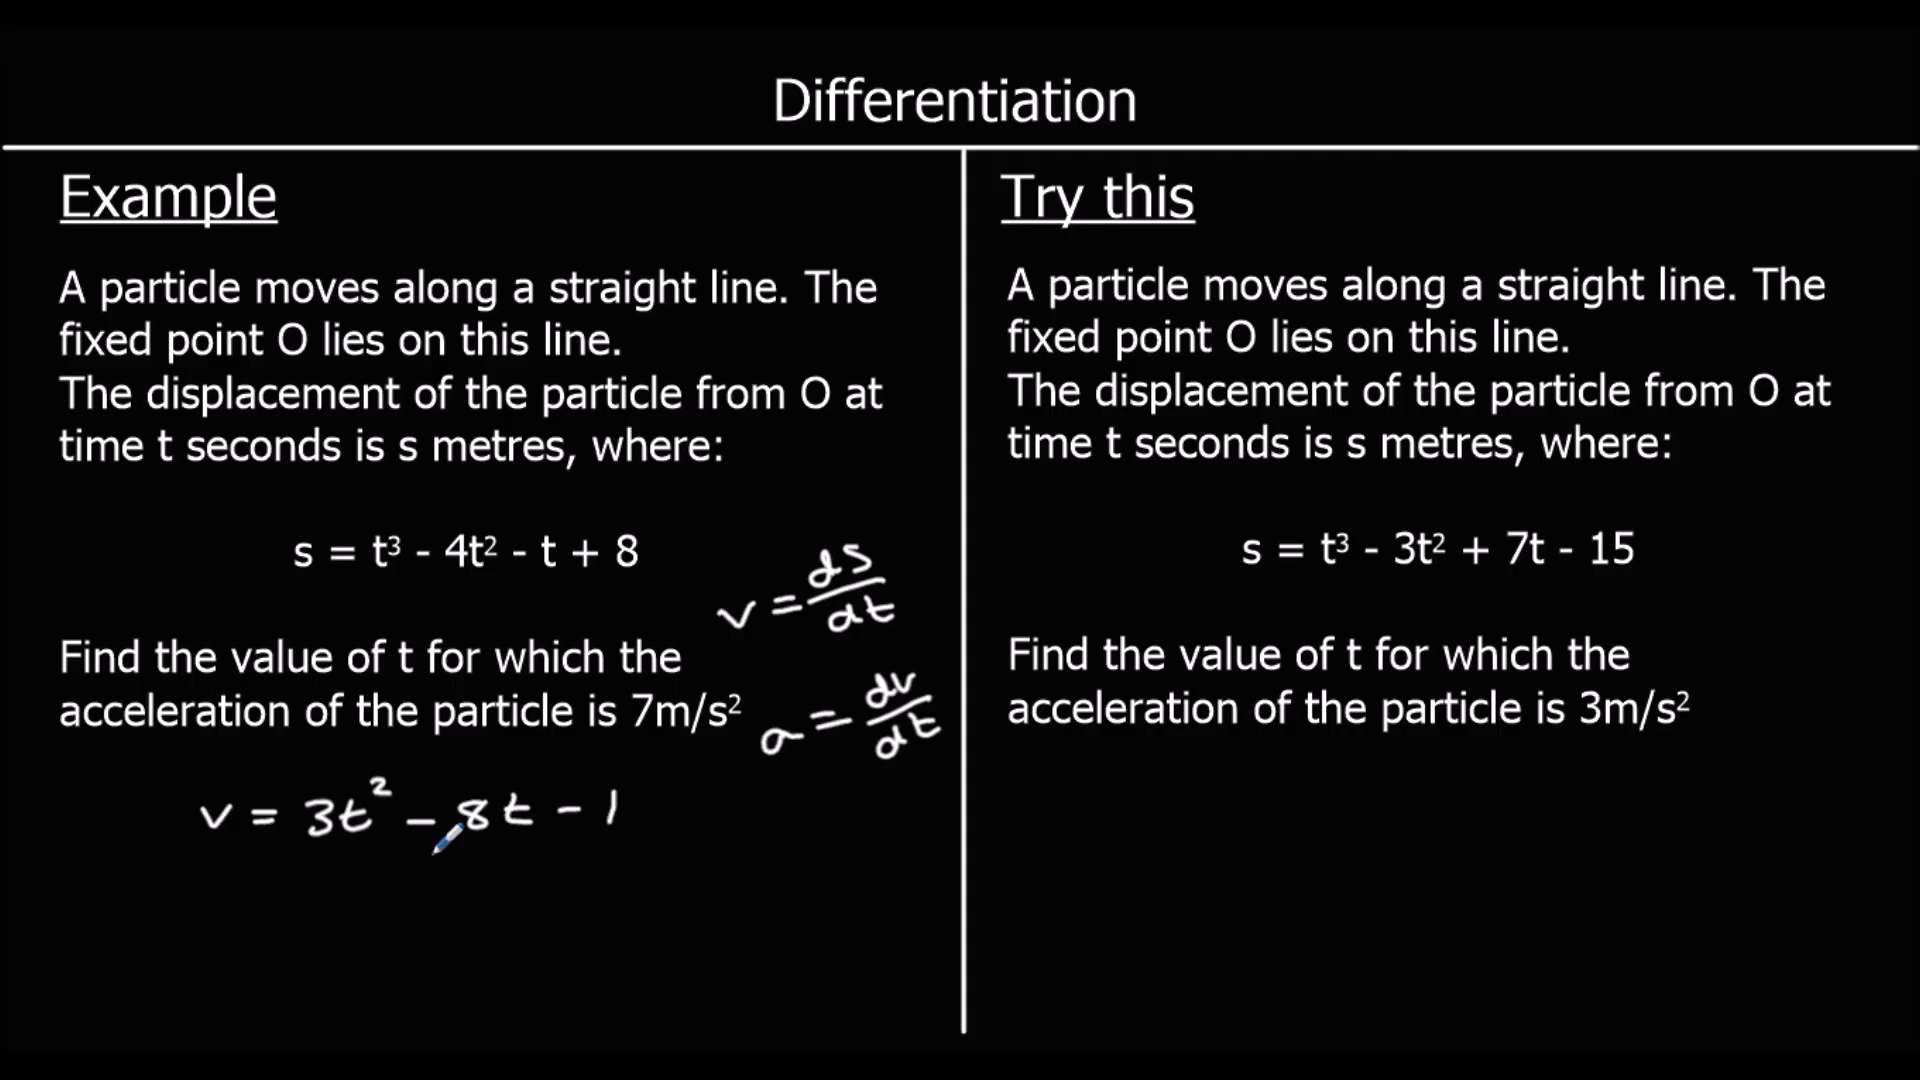 Differentiation
Example
A particle moves along a straight line. The
fixed point O lies on this line.
The displacement of the particle from O at
time t seconds is s metres, where:
s = t³ - 4t² - t + 8
v = ds/dt
Find the value of t for which the
acceleration of the particle is 7m/s²
a = dv/dt
v = 3t² - 8t - 1
Try this
A particle moves along a straight line. The
fixed point O lies on this line.
The displacement of the particle from O at
time t seconds is s metres, where:
s = t³ - 3t² + 7t - 15
Find the value of t for which the
acceleration of the particle is 3m/s²